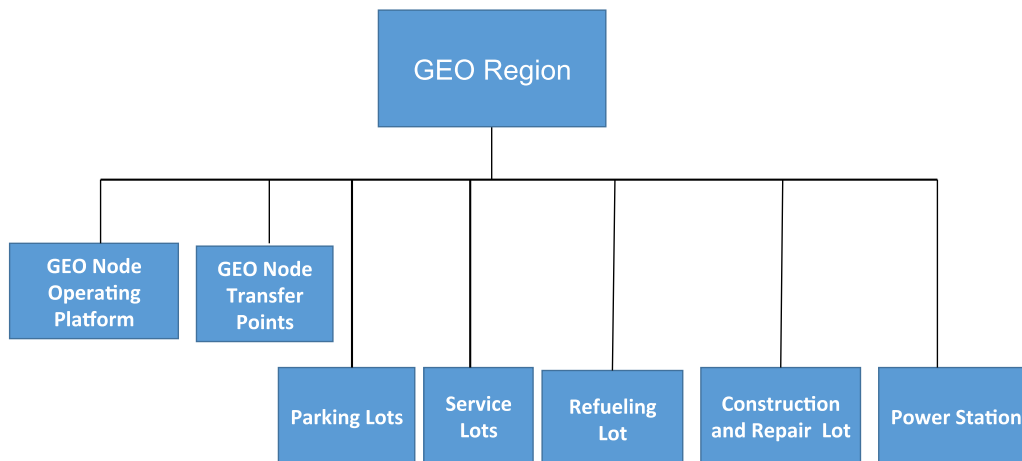 GEO Region
GEO Node
Operating
Platform
GEO Node
Transfer
Points
Parking Lots
Service
Lots
Refueling
Lot
Construction
and Repair Lot
Power Station